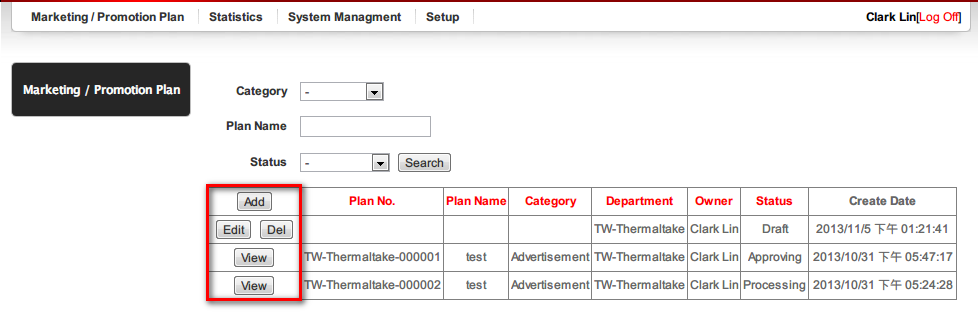 Marketing / Promotion Plan Statistics System Managment Setup Clark Lin[Log Off]
Marketing / Promotion Plan
Category -
Plan Name
Status - Search
Add Plan No. Plan Name Category Department Owner Status Create Date
Edit Del TW-Thermaltake Clark Lin Draft 2013/11/5 下午 01:21:41
View TW-Thermaltake-000001 test Advertisement TW-Thermaltake Clark Lin Approving 2013/10/31 下午 05:47:17
View TW-Thermaltake-000002 test Advertisement TW-Thermaltake Clark Lin Processing 2013/10/31 下午 05:24:28